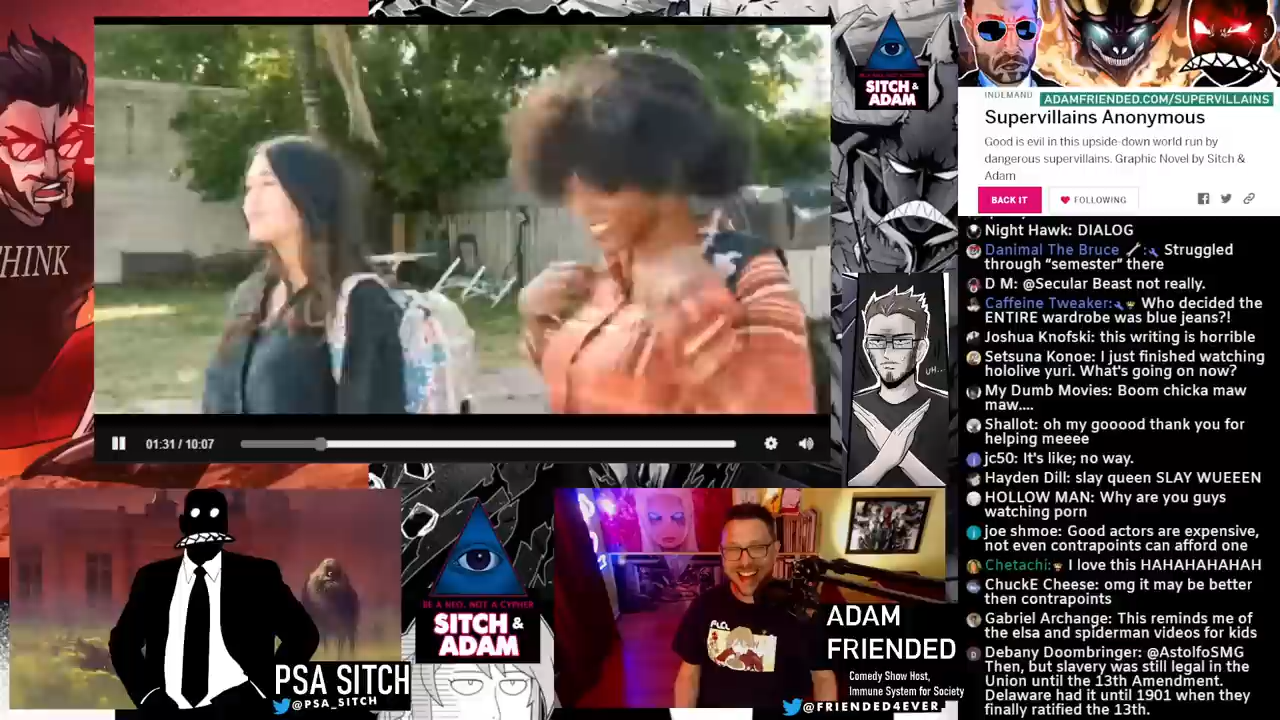 THINK
SITCH &
ADAM
UH...
01:31 / 10:07
BE A NEO, NOT A CYPHER
SITCH &
ADAM
PSA SITCH
@PSA_SITCH
ADAM
FRIENDED
Comedy Show Host,
Immune System for Society
@FRIENDED4EVER
INDEMAND
ADAMFRIENDED.COM/SUPERVILLAINS
Supervillains Anonymous
Good is evil in this upside-down world run by
dangerous supervillains. Graphic Novel by Sitch &
Adam
BACK IT
FOLLOWING
Night Hawk: DIALOG
Danimal The Bruce : Struggled
through “semester” there
D M: @Secular Beast not really.
Caffeine Tweaker: Who decided the
ENTIRE wardrobe was blue jeans?!
Joshua Knofski: this writing is horrible
Setsuna Konoe: I just finished watching
hololive yuri. What's going on now?
My Dumb Movies: Boom chicka maw
maw....
Shallot: oh my gooood thank you for
helping meeee
jc50: It's like; no way.
Hayden Dill: slay queen SLAY WUEEEN
HOLLOW MAN: Why are you guys
watching porn
joe shmoe: Good actors are expensive,
not even contrapoints can afford one
Chetachi: I love this HAHAHAHAHAH
ChuckE Cheese: omg it may be better
then contrapoints
Gabriel Archange: This reminds me of
the elsa and spiderman videos for kids
Debany Doombringer: @AstolfoSMG
Then, but slavery was still legal in the
Union until the 13th Amendment.
Delaware had it until 1901 when they
finally ratified the 13th.